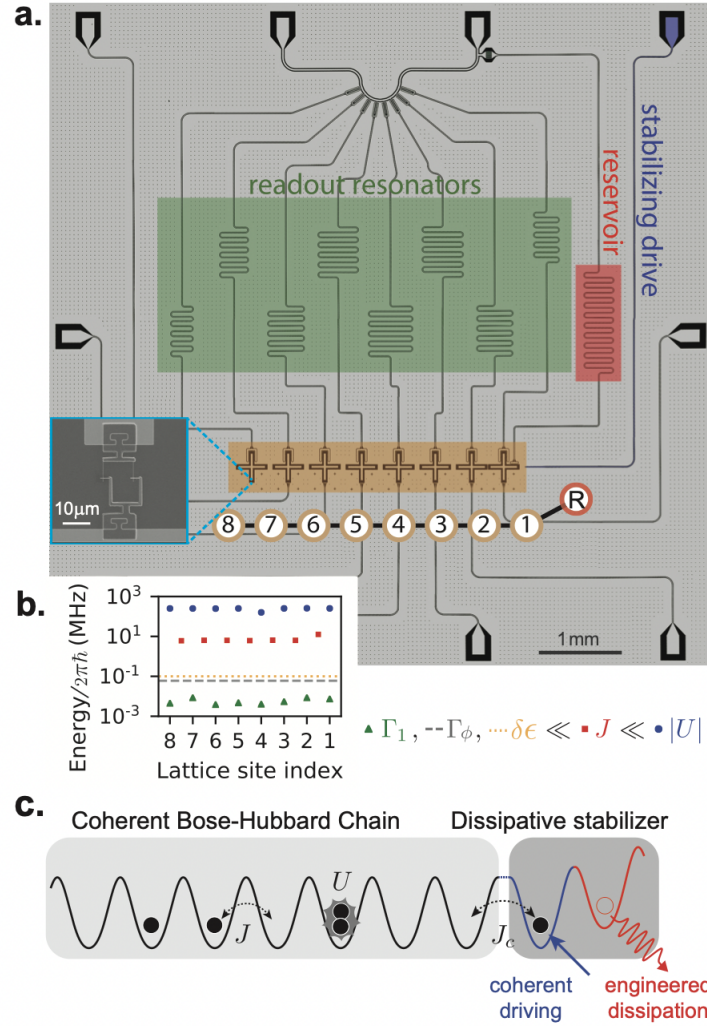 a.
readout resonators
reservoir
stabilizing drive
10μm
8 7 6 5 4 3 2 1 R
1mm
b.
Energy/2πℏ (MHz)
10³
10¹
10⁻¹
10⁻³
8 7 6 5 4 3 2 1
Lattice site index
Γ₁, --Γ_ϕ, ····δϵ ≪ J ≪ |U|
c.
Coherent Bose-Hubbard Chain
Dissipative stabilizer
U
J
J_c
coherent
driving
engineered
dissipation